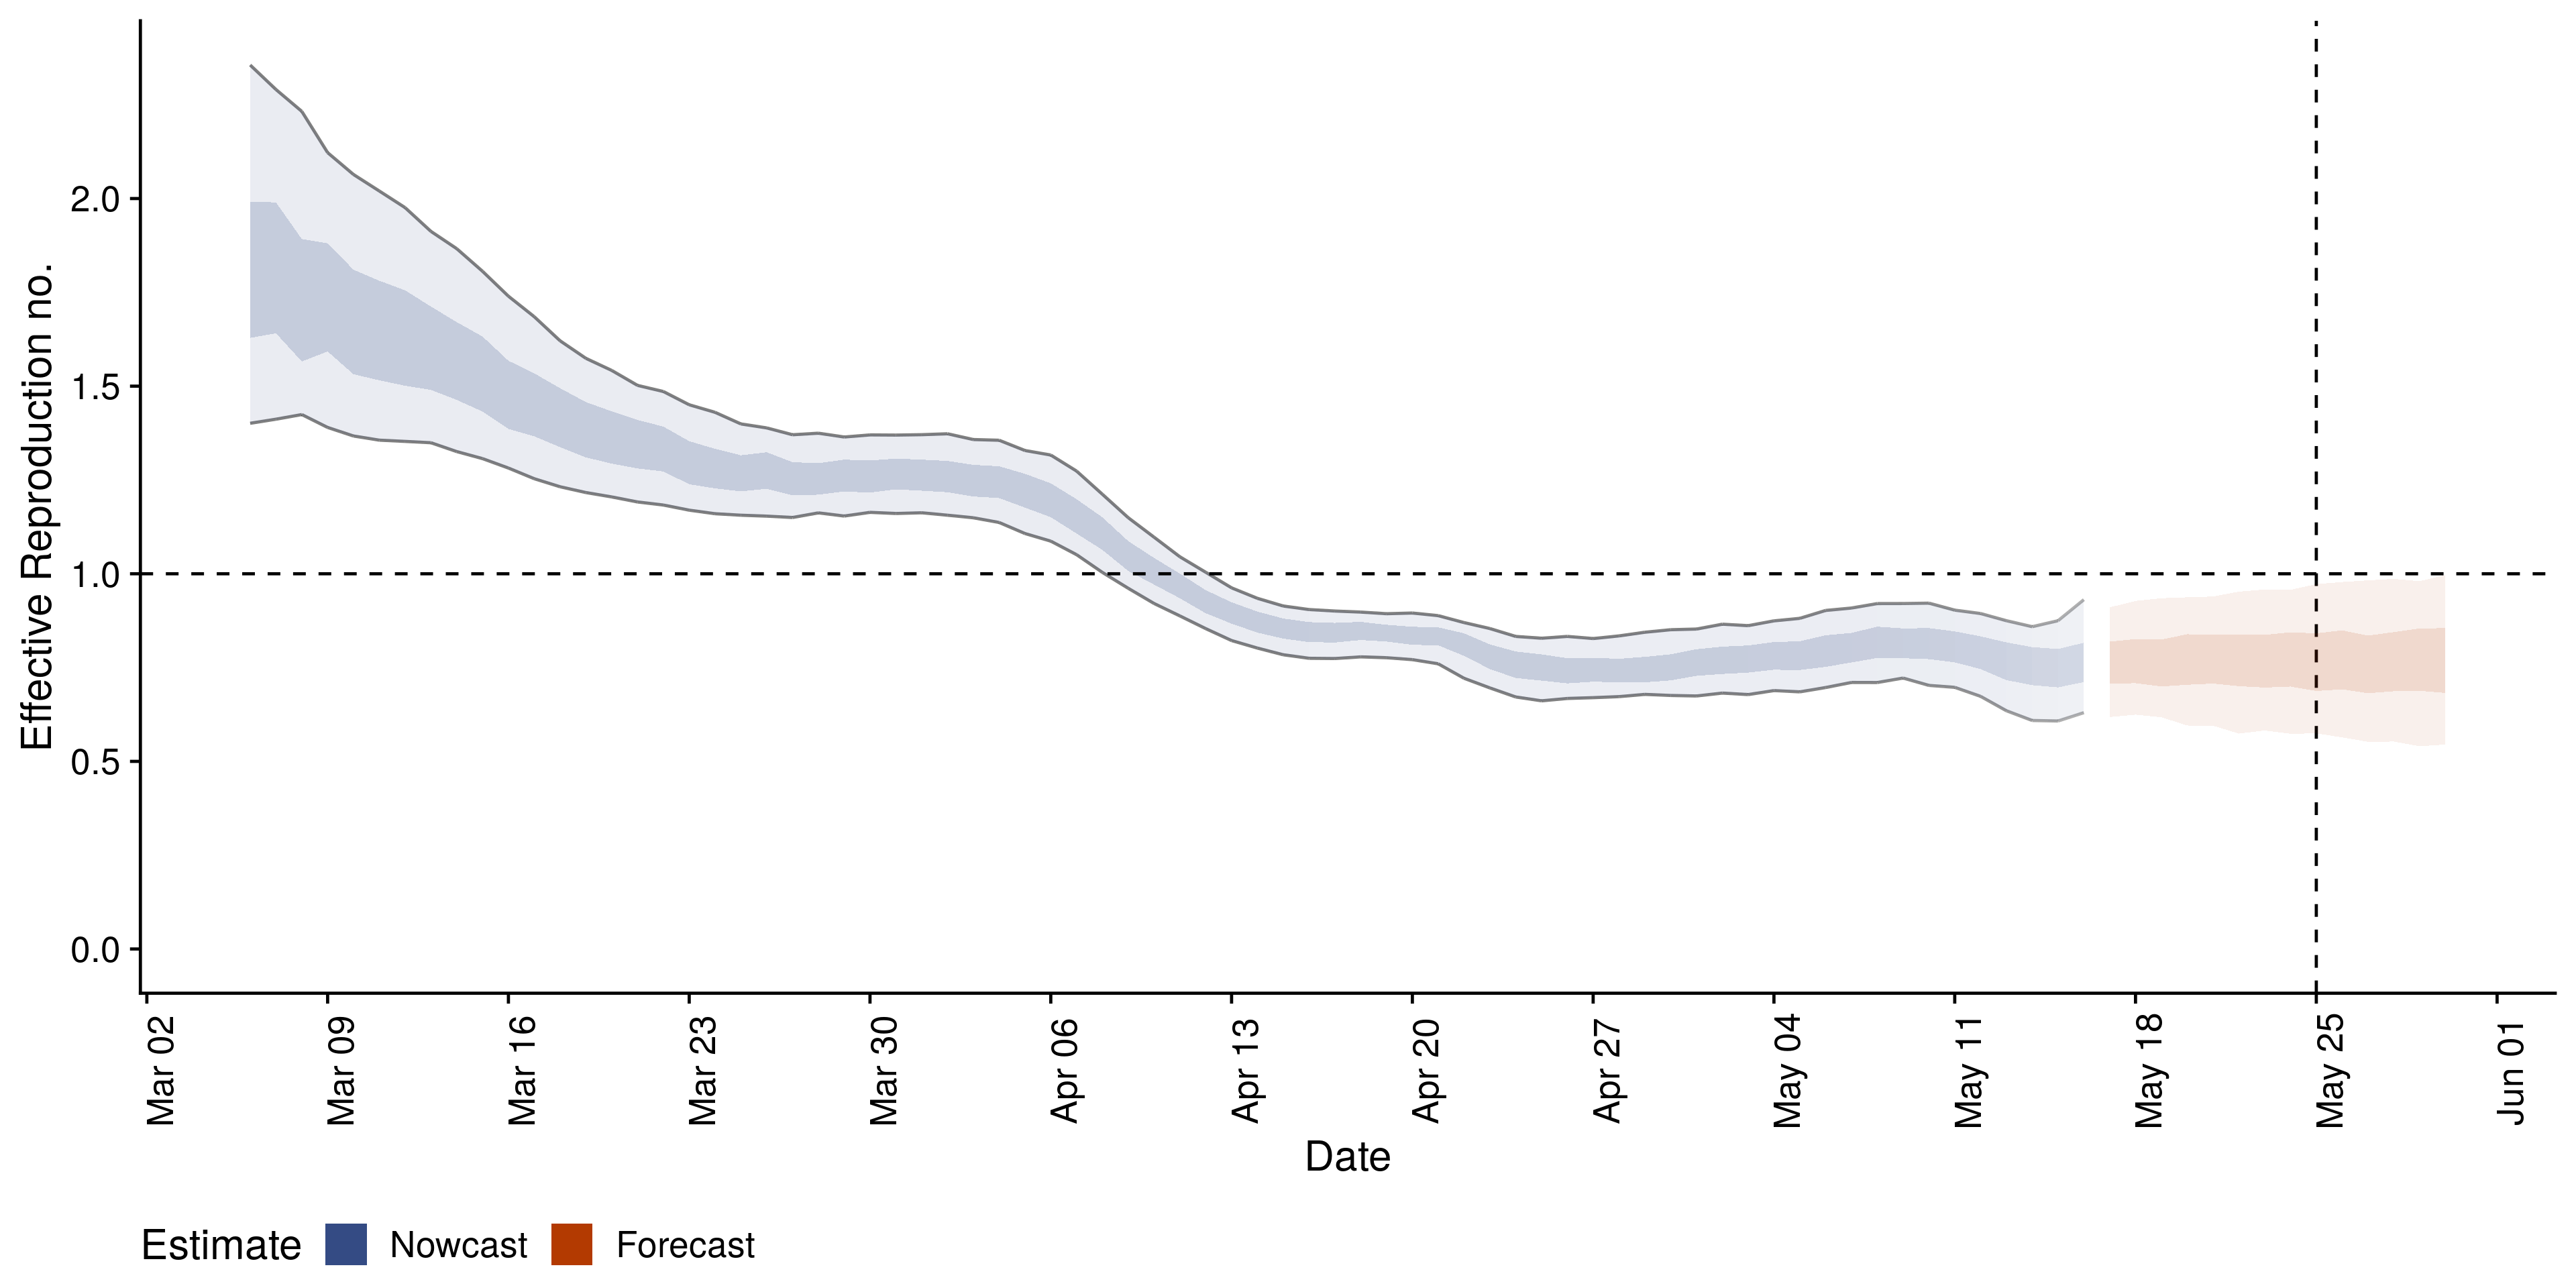 Effective Reproduction no.
2.0
1.5
1.0
0.5
0.0
Mar 02
Mar 09
Mar 16
Mar 23
Mar 30
Apr 06
Apr 13
Apr 20
Apr 27
May 04
May 11
May 18
May 25
Jun 01
Date
Estimate Nowcast Forecast